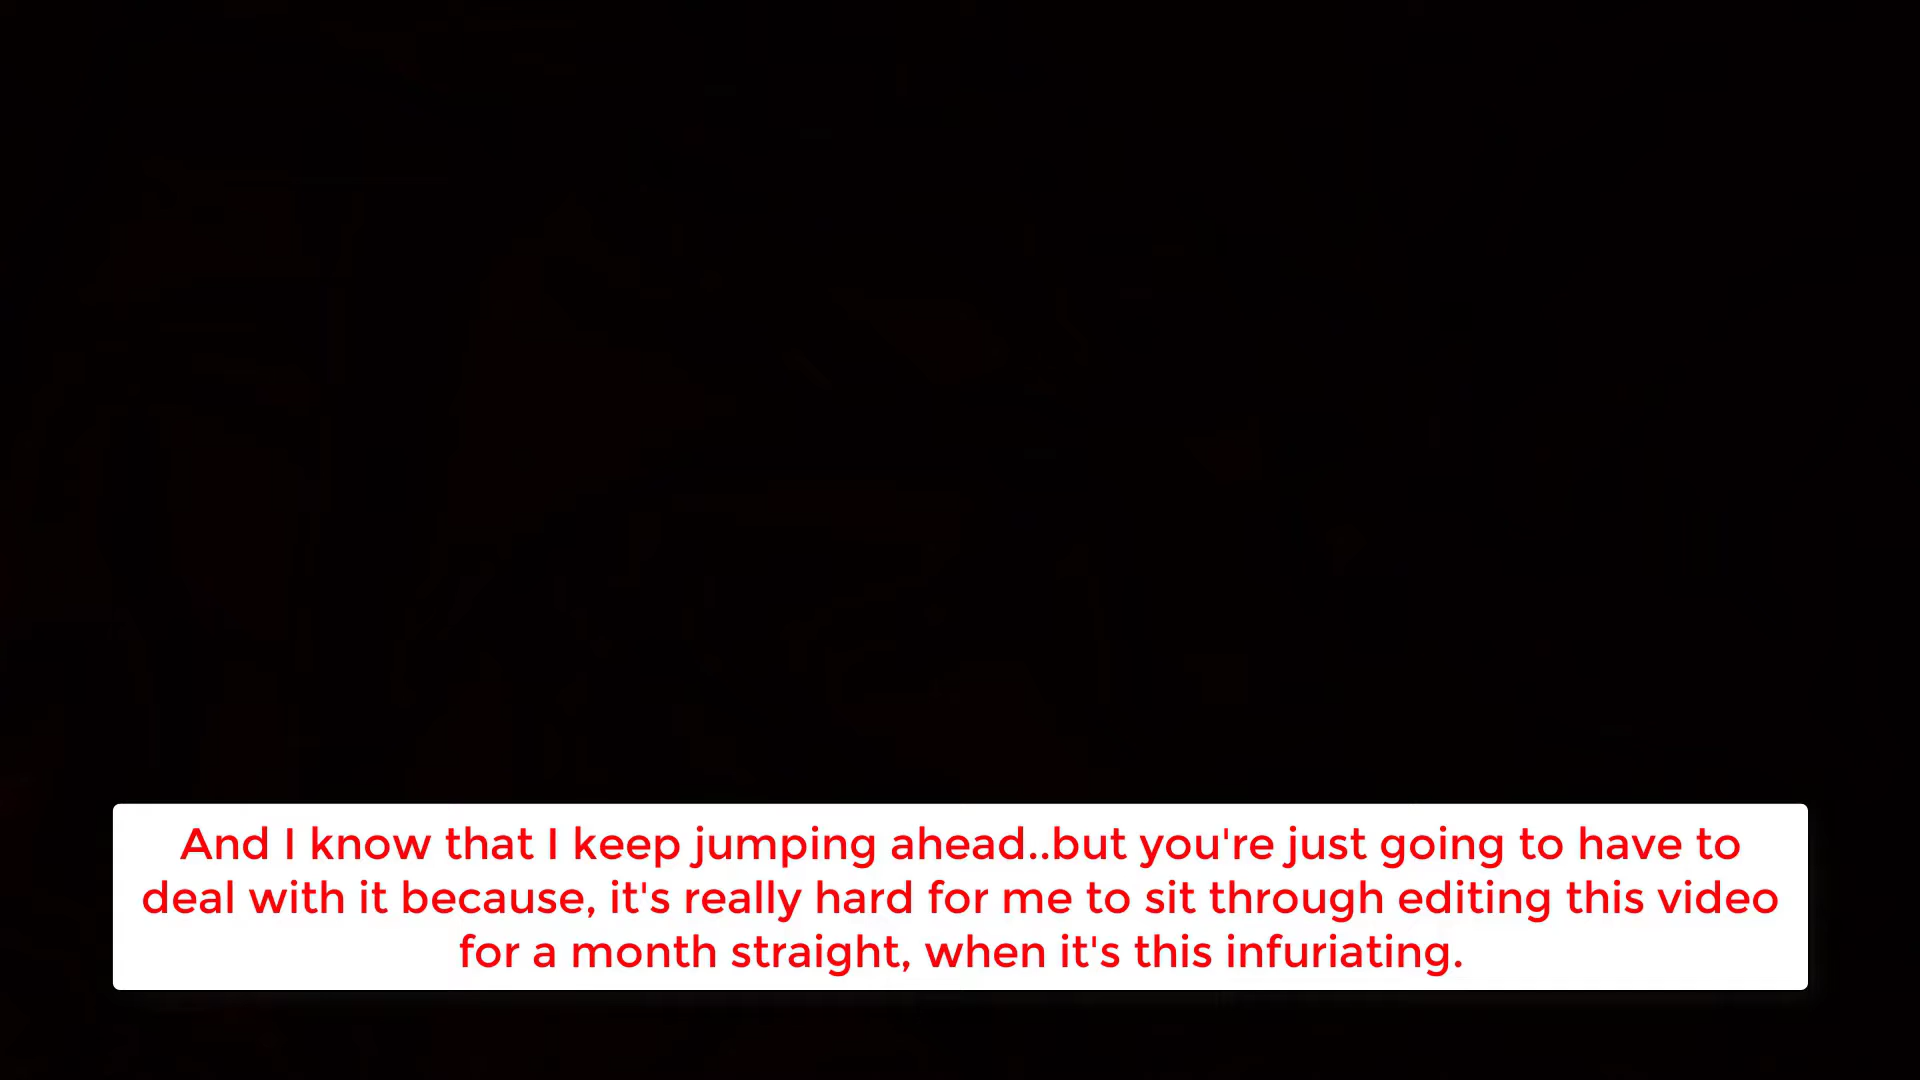 And I know that I keep jumping ahead..but you're just going to have to
deal with it because, it's really hard for me to sit through editing this video
for a month straight, when it's this infuriating.